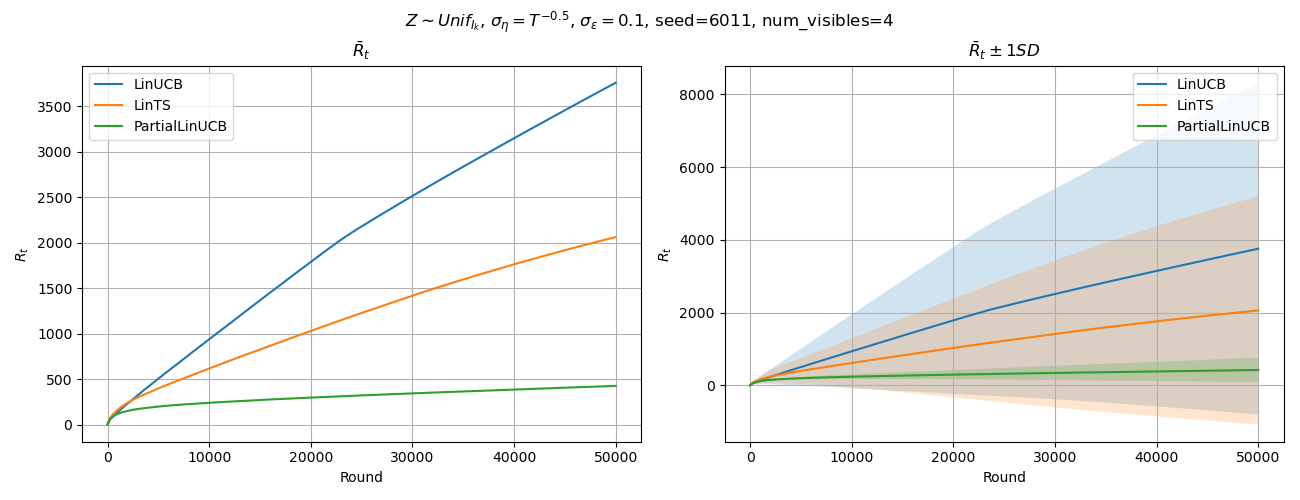 Z ∼ Unif_{I_k}, σ_η = T^{−0.5}, σ_ε = 0.1, seed=6011, num_visibles=4
R̄_t
R_t
3500
3000
2500
2000
1500
1000
500
0
LinUCB
LinTS
PartialLinUCB
0 10000 20000 30000 40000 50000
Round
R̄_t ± 1SD
R_t
8000
6000
4000
2000
0
LinUCB
LinTS
PartialLinUCB
0 10000 20000 30000 40000 50000
Round